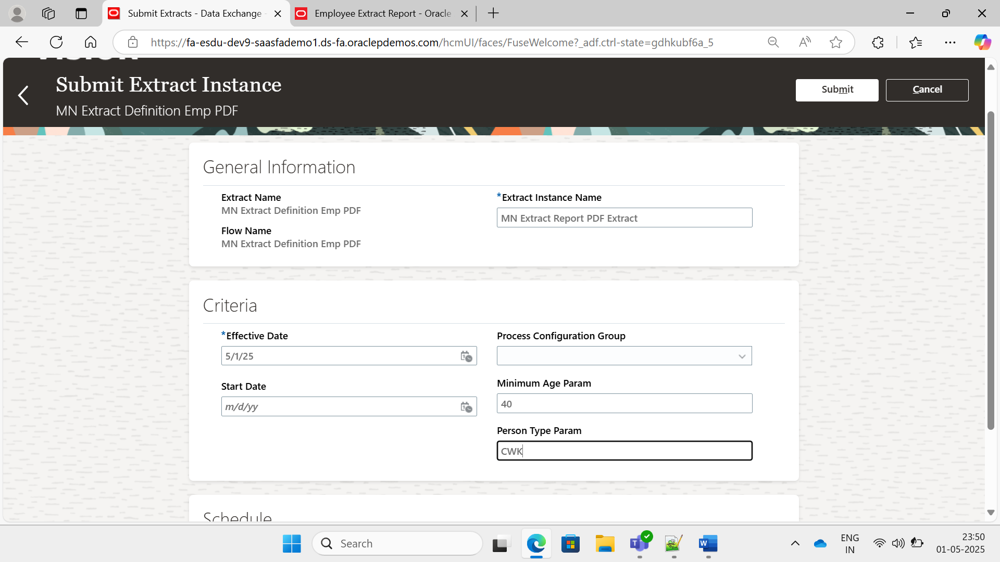 Submit Extracts - Data Exchange -
Employee Extract Report - Oracle
https://fa-esdu-dev9-saasfademo1.ds-fa.oraclepdemos.com/hcmUI/faces/FuseWelcome?_adf.ctrl-state=gdhkubf6a_5
Submit Extract Instance
MN Extract Definition Emp PDF
Submit
Cancel
General Information
Extract Name
MN Extract Definition Emp PDF
*Extract Instance Name
MN Extract Report PDF Extract
Flow Name
MN Extract Definition Emp PDF
Criteria
*Effective Date
5/1/25
Process Configuration Group
Start Date
m/d/yy
Minimum Age Param
40
Person Type Param
CWK
Schedule
Search
ENG
IN
23:50
01-05-2025